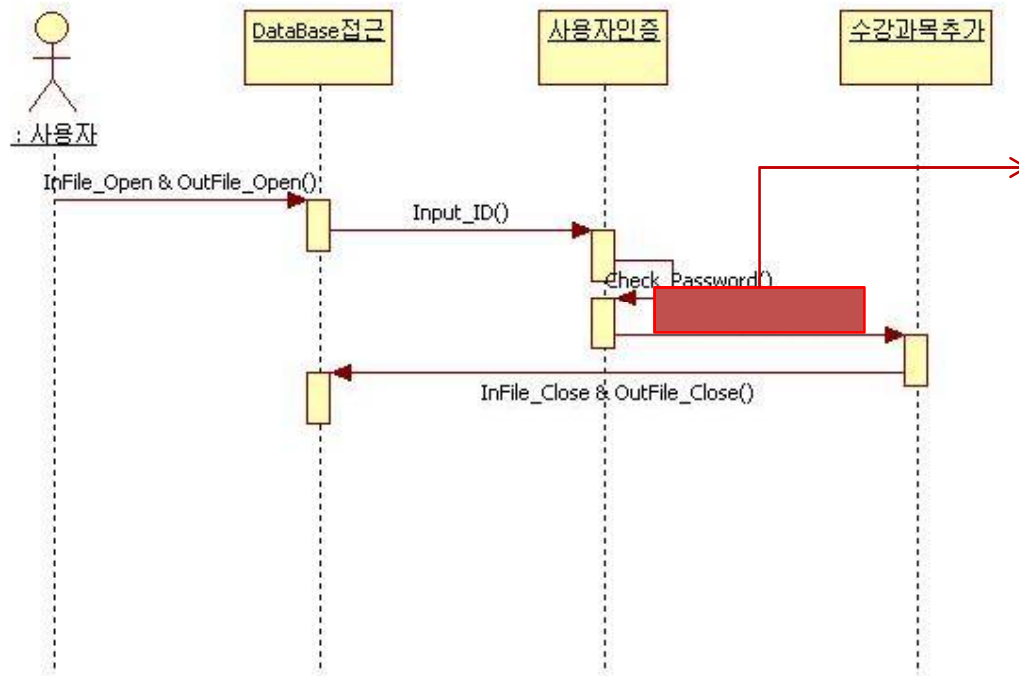 DataBase접근
사용자인증
수강과목추가
: 사용자
InFile_Open & OutFile_Open()
Input_ID()
Check_Password()
InFile_Close & OutFile_Close()